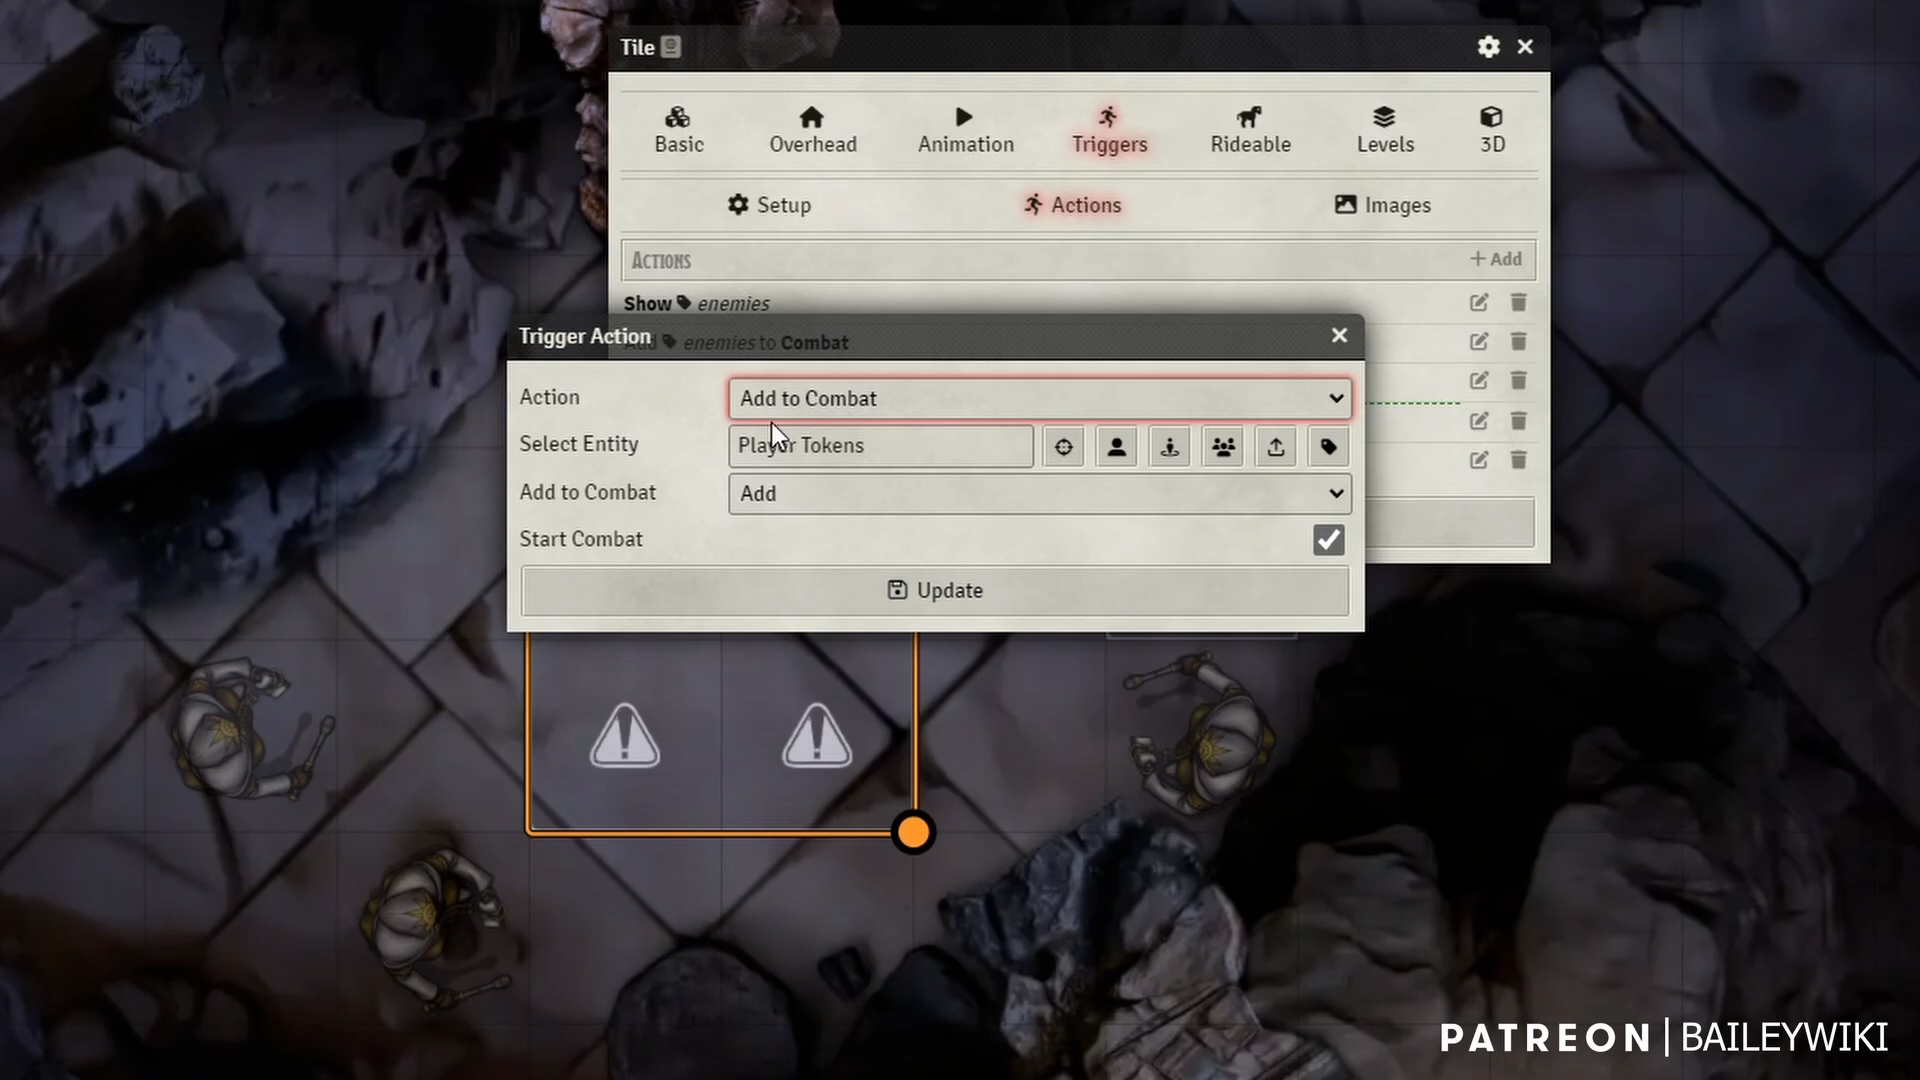 Tile
Basic
Overhead
Animation
Triggers
Rideable
Levels
3D
Setup
Actions
Images
ACTIONS
+ Add
Show enemies
Add enemies to Combat
Trigger Action
Action
Add to Combat
Select Entity
Player Tokens
Add to Combat
Add
Start Combat
Update
PATREON | BAILEYWIKI